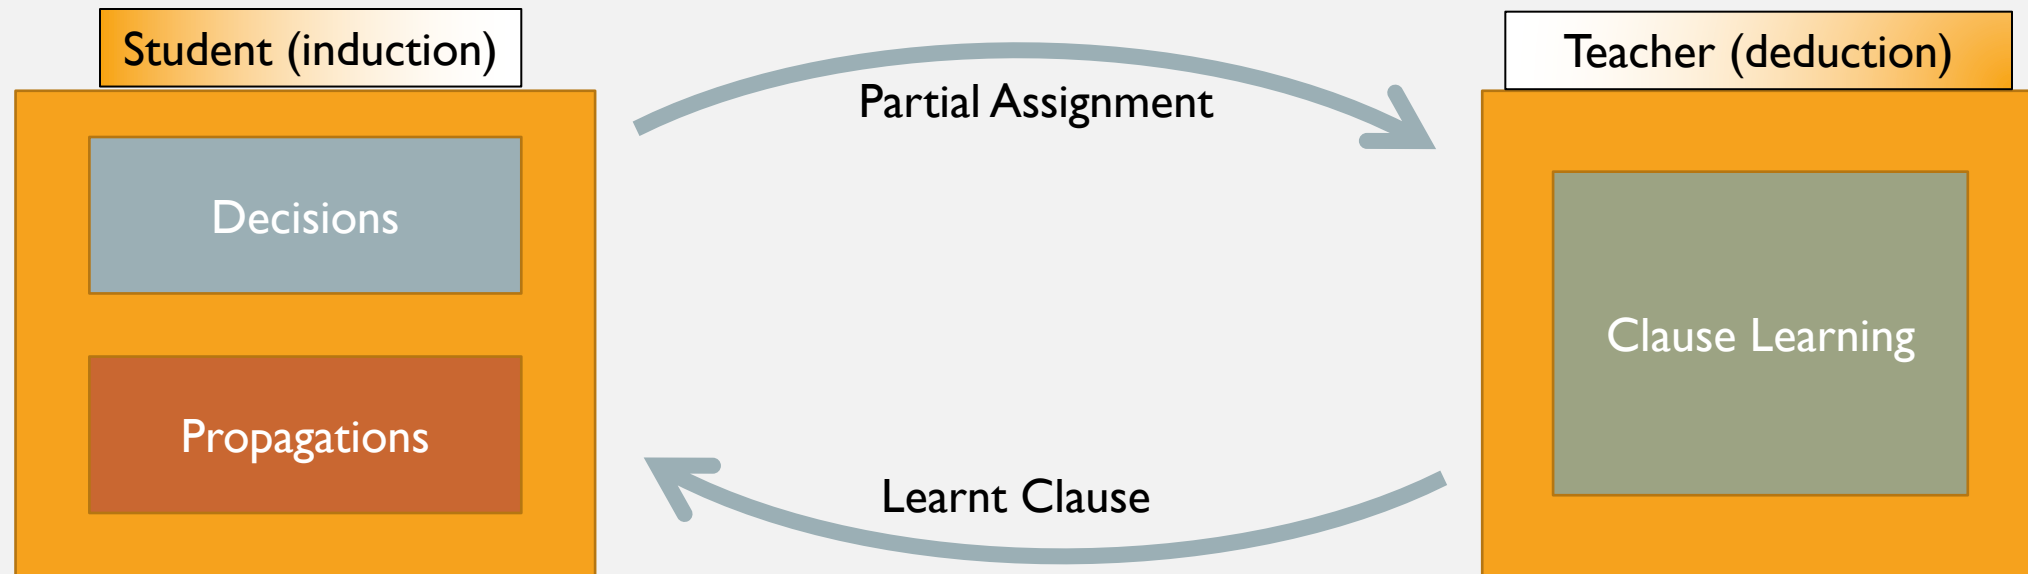 Student (induction)
Teacher (deduction)
Partial Assignment
Decisions
Clause Learning
Propagations
Learnt Clause